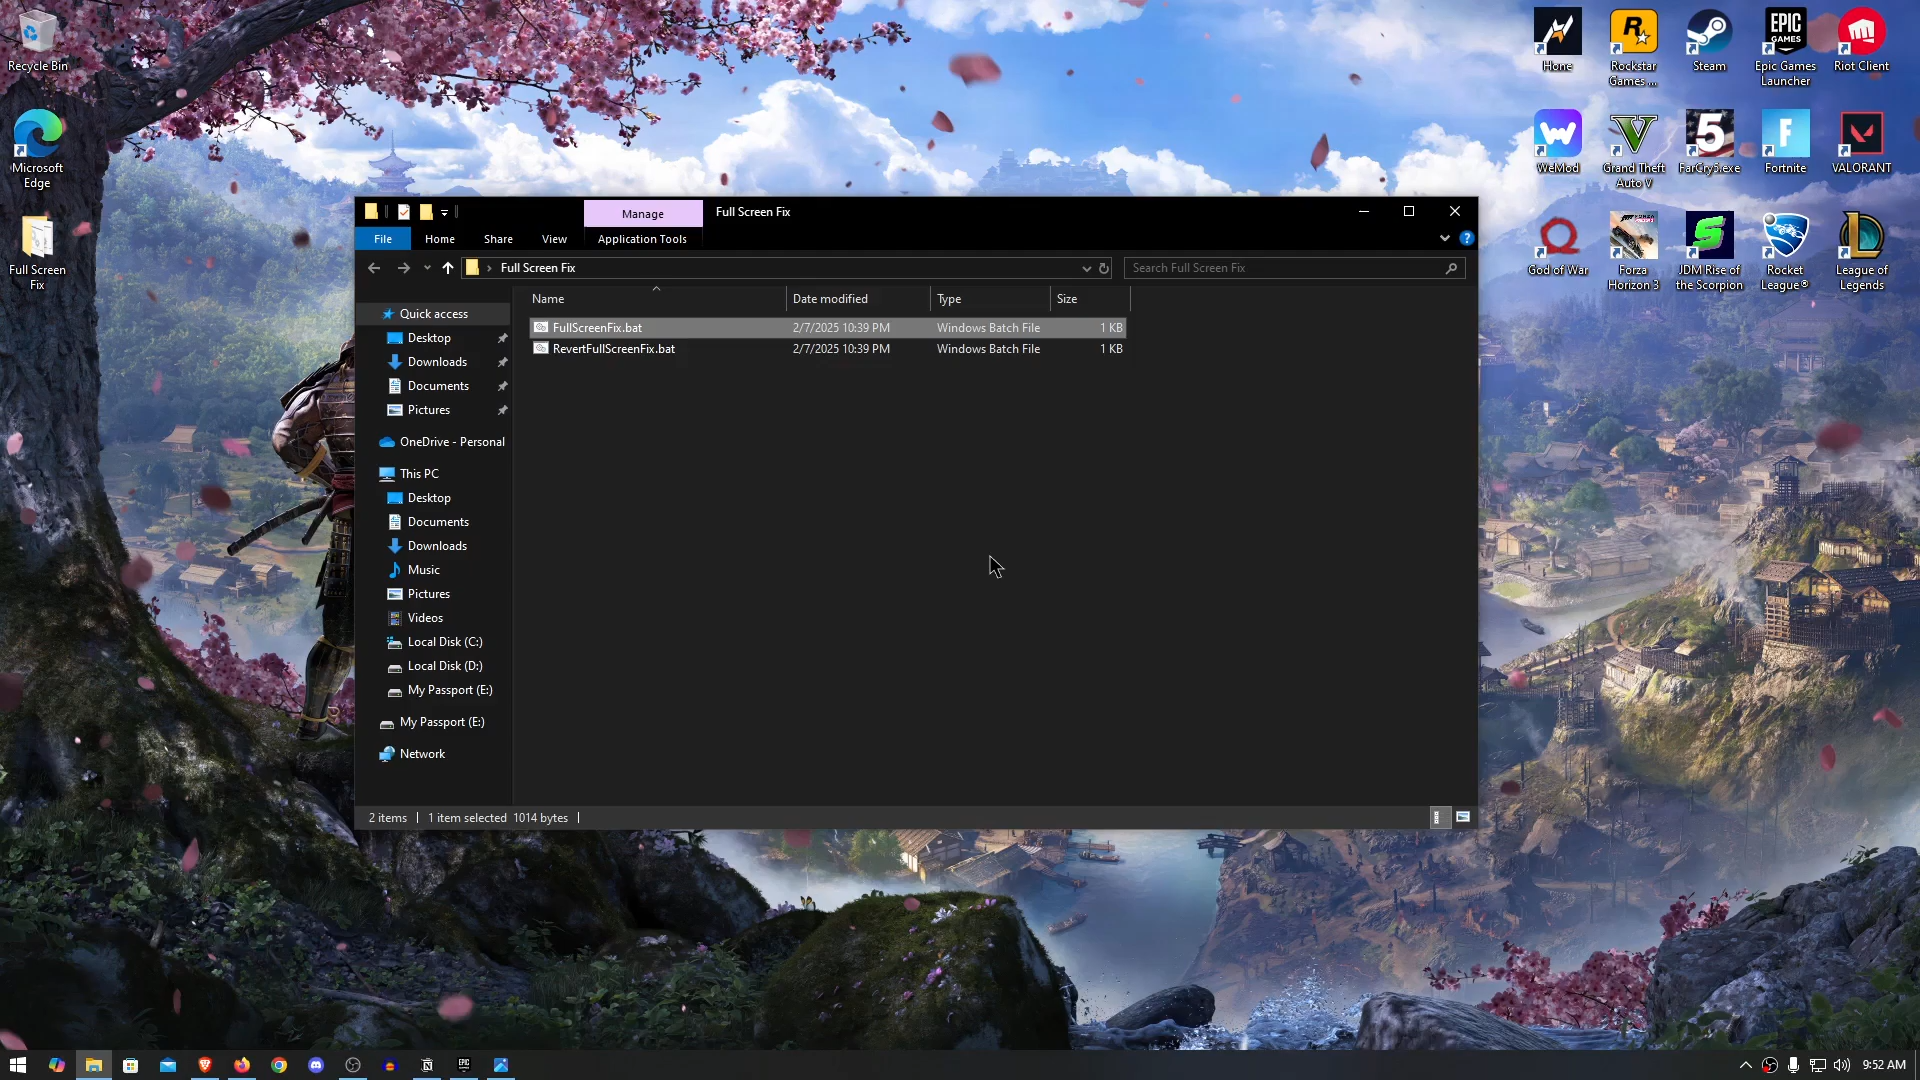 Recycle Bin
Microsoft
Edge
Full Screen
Fix
Hone
Rockstar
Games ...
Steam
EPIC
GAMES
Epic Games
Launcher
Riot Client
WeMod
Grand Theft
Auto V
5
FarCry5.exe
F
Fortnite
VALORANT
God of War
Forza
Horizon 3
JDM Rise of
the Scorpion
Rocket
League®
League of
Legends
Manage
Full Screen Fix
File
Home
Share
View
Application Tools
Full Screen Fix
Search Full Screen Fix
Name
Date modified
Type
Size
FullScreenFix.bat
2/7/2025 10:39 PM
Windows Batch File
1 KB
RevertFullScreenFix.bat
2/7/2025 10:39 PM
Windows Batch File
1 KB
Quick access
Desktop
Downloads
Documents
Pictures
OneDrive - Personal
This PC
Desktop
Documents
Downloads
Music
Pictures
Videos
Local Disk (C:)
Local Disk (D:)
My Passport (E:)
My Passport (E:)
Network
2 items
1 item selected 1014 bytes
9:52 AM